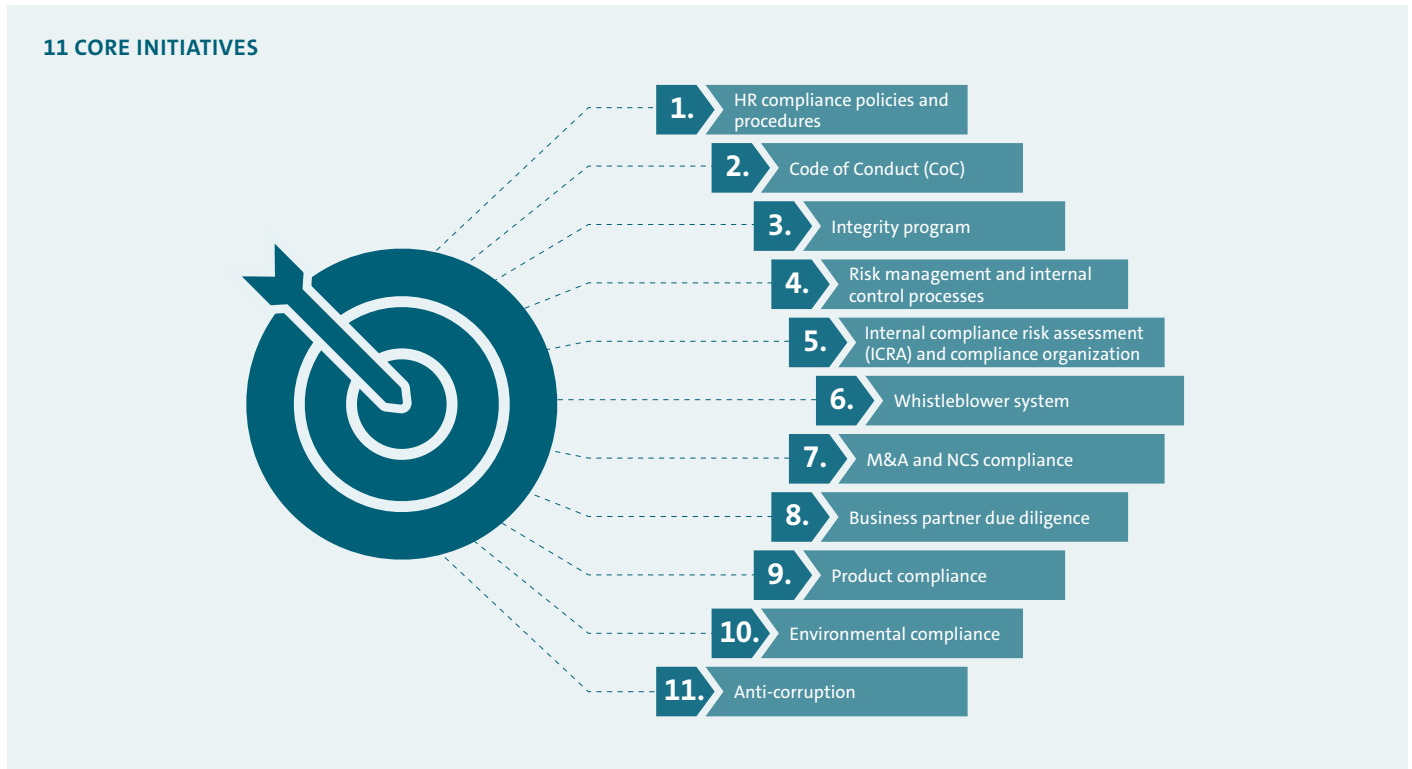 11 CORE INITIATIVES
1. HR compliance policies and
procedures
2. Code of Conduct (CoC)
3. Integrity program
4. Risk management and internal
control processes
5. Internal compliance risk assessment
(ICRA) and compliance organization
6. Whistleblower system
7. M&A and NCS compliance
8. Business partner due diligence
9. Product compliance
10. Environmental compliance
11. Anti-corruption